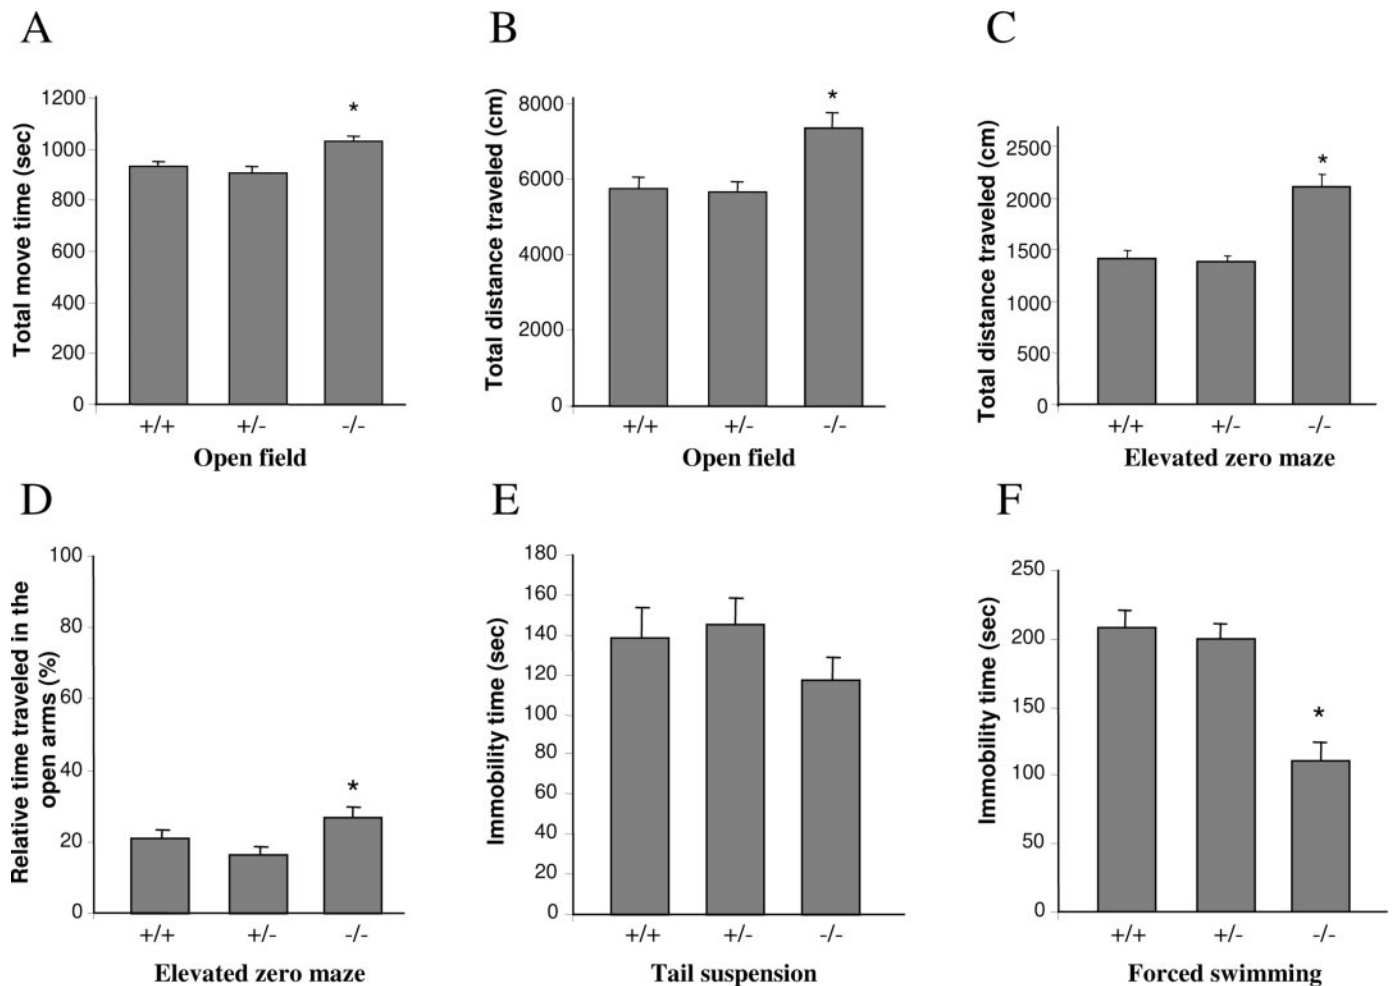 A
Total move time (sec)
1200
1000
800
600
400
200
0
*
+/+ +/- -/-
Open field
B
Total distance traveled (cm)
8000
6000
4000
2000
0
*
+/+ +/- -/-
Open field
C
Total distance traveled (cm)
2500
2000
1500
1000
500
0
*
+/+ +/- -/-
Elevated zero maze
D
Relative time traveled in the
open arms (%)
100
80
60
40
20
0
*
+/+ +/- -/-
Elevated zero maze
E
Immobility time (sec)
180
160
140
120
100
80
60
40
20
0
+/+ +/- -/-
Tail suspension
F
Immobility time (sec)
250
200
150
100
50
0
*
+/+ +/- -/-
Forced swimming